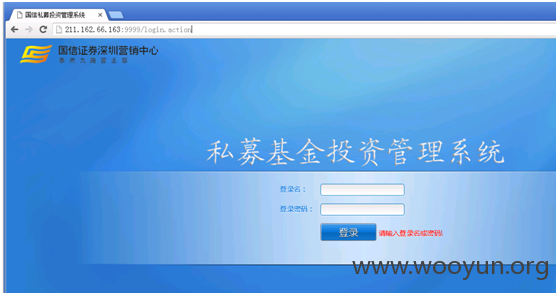 国信私募投资管理系统
211.162.66.163:9999/login.action
国信证券深圳营销中心
私募基金投资管理系统
登录名：
登录密码：
登录 请输入登录名或密码!
www.wooyun.org